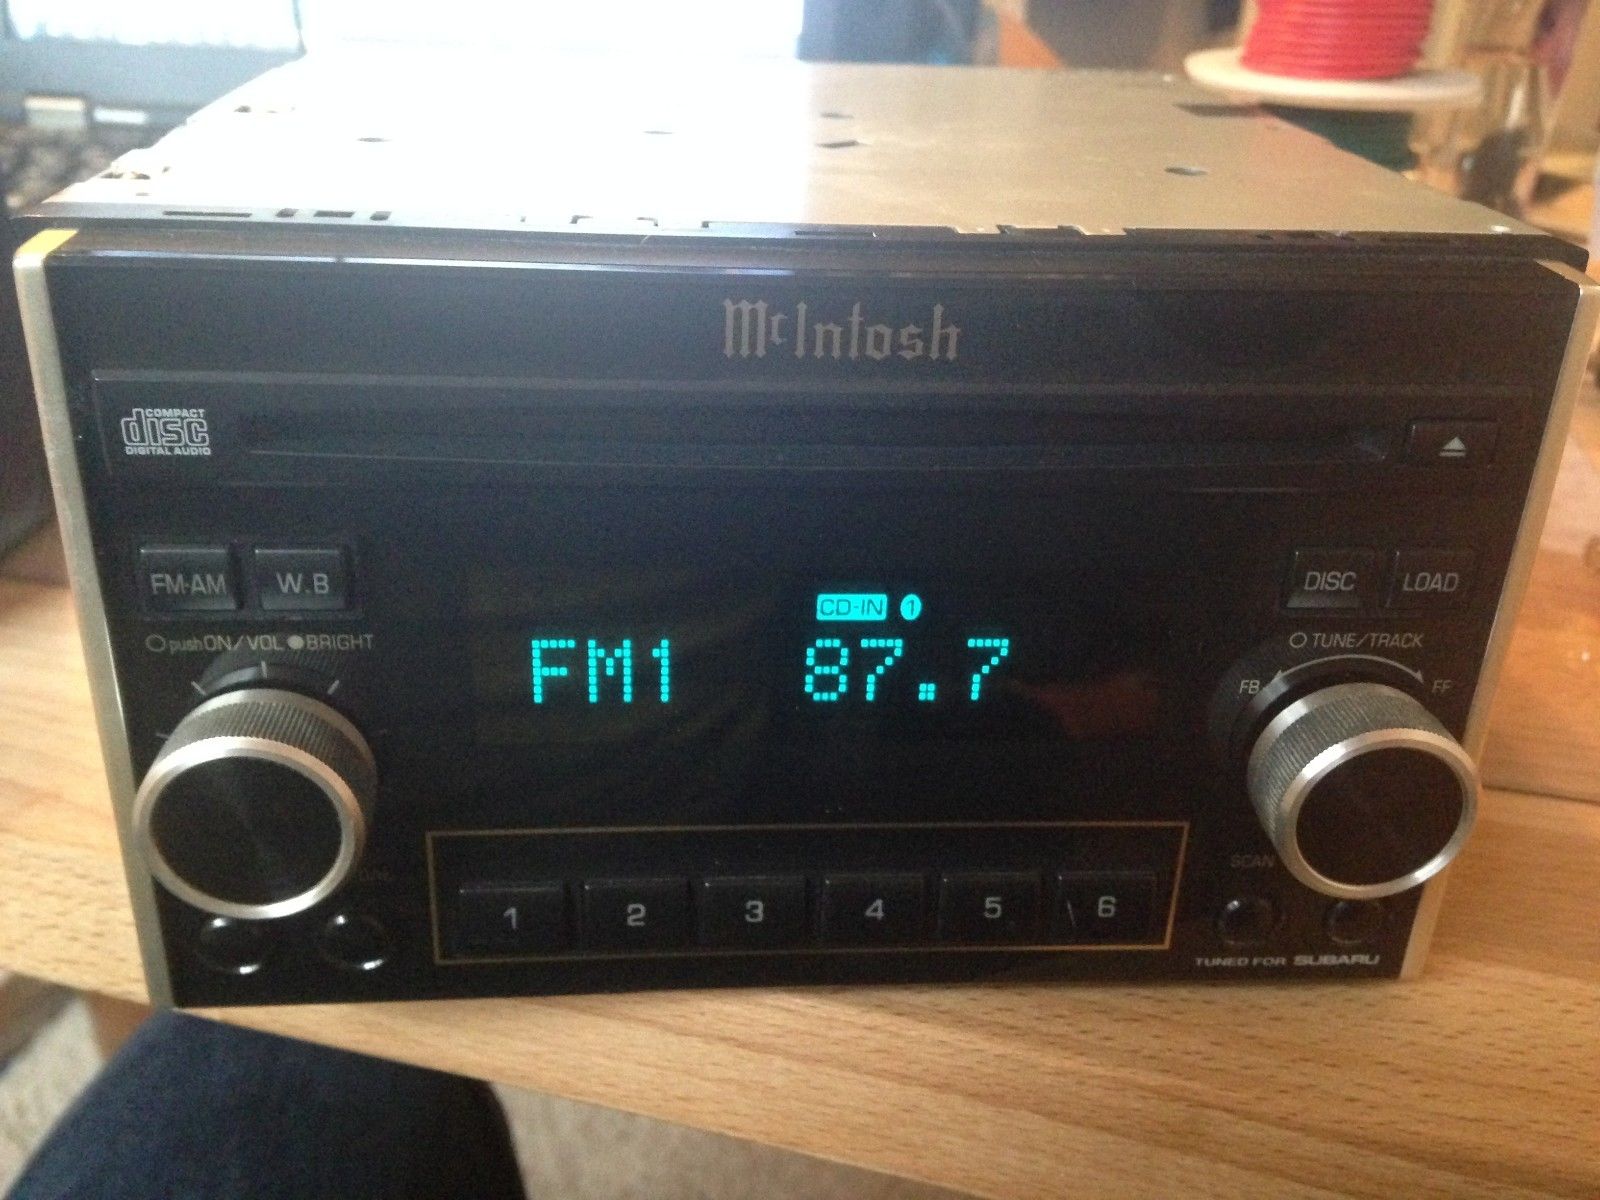 McIntosh
COMPACT
disc
DIGITAL AUDIO
FM-AM W.B
DISC LOAD
CD-IN 1
push ON/VOL BRIGHT
TUNE/TRACK
FM1 87.7
FB FF
SCAN
1 2 3 4 5 6
TUNED FOR SUBARU